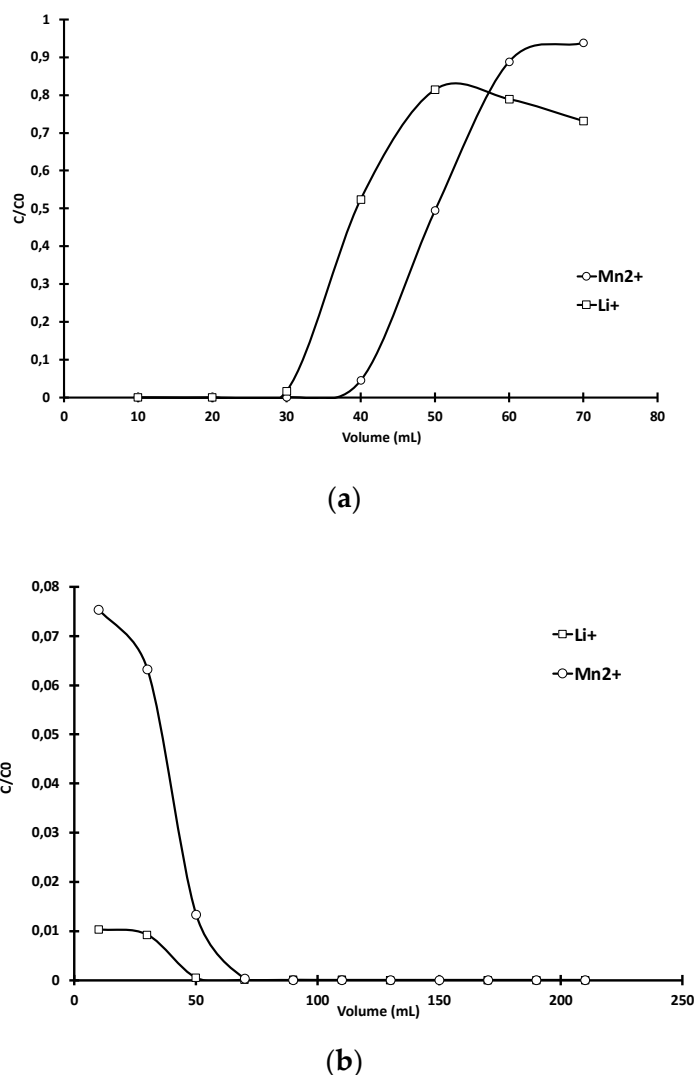 1
0,9
0,8
0,7
0,6
0,5
0,4
0,3
0,2
0,1
0
C/C0
Mn2+
Li+
0 10 20 30 40 50 60 70 80
Volume (mL)
(a)
0,08
0,07
0,06
0,05
0,04
0,03
0,02
0,01
0
C/C0
Li+
Mn2+
0 50 100 150 200 250
Volume (mL)
(b)